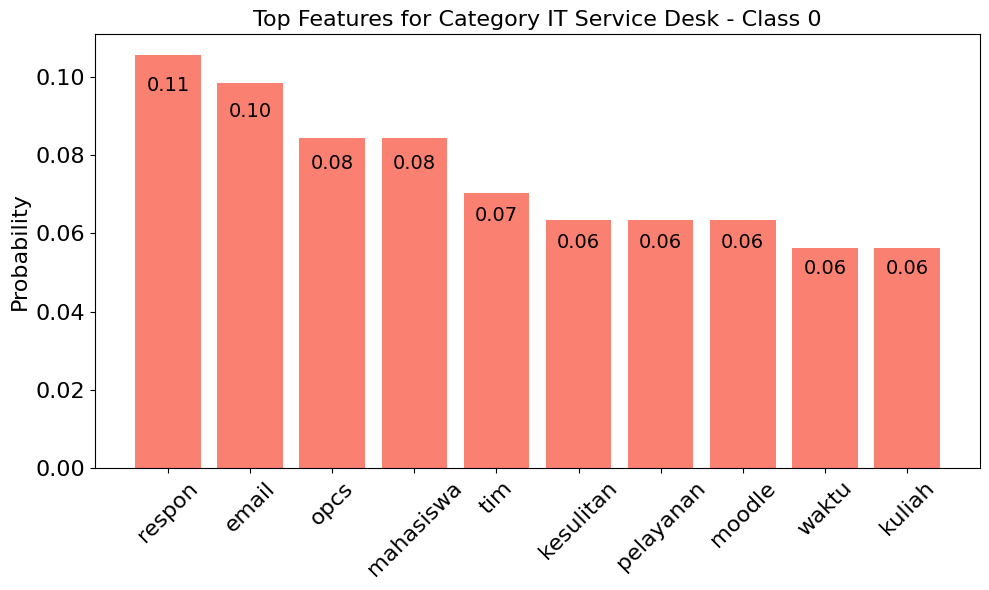 Top Features for Category IT Service Desk - Class 0
Probability
0.10
0.08
0.06
0.04
0.02
0.00
0.11
0.10
0.08
0.08
0.07
0.06
0.06
0.06
0.06
0.06
respon
email
opcs
mahasiswa
tim
kesulitan
pelayanan
moodle
waktu
kuliah